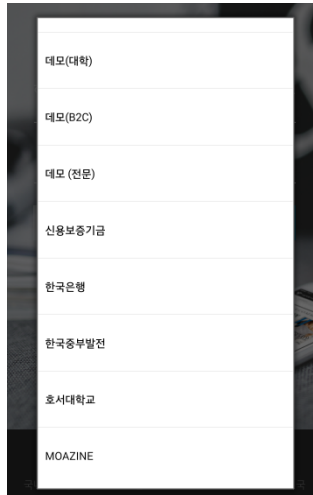 데모(대학)
데모(B2C)
데모 (전문)
신용보증기금
한국은행
한국중부발전
호서대학교
MOAZINE